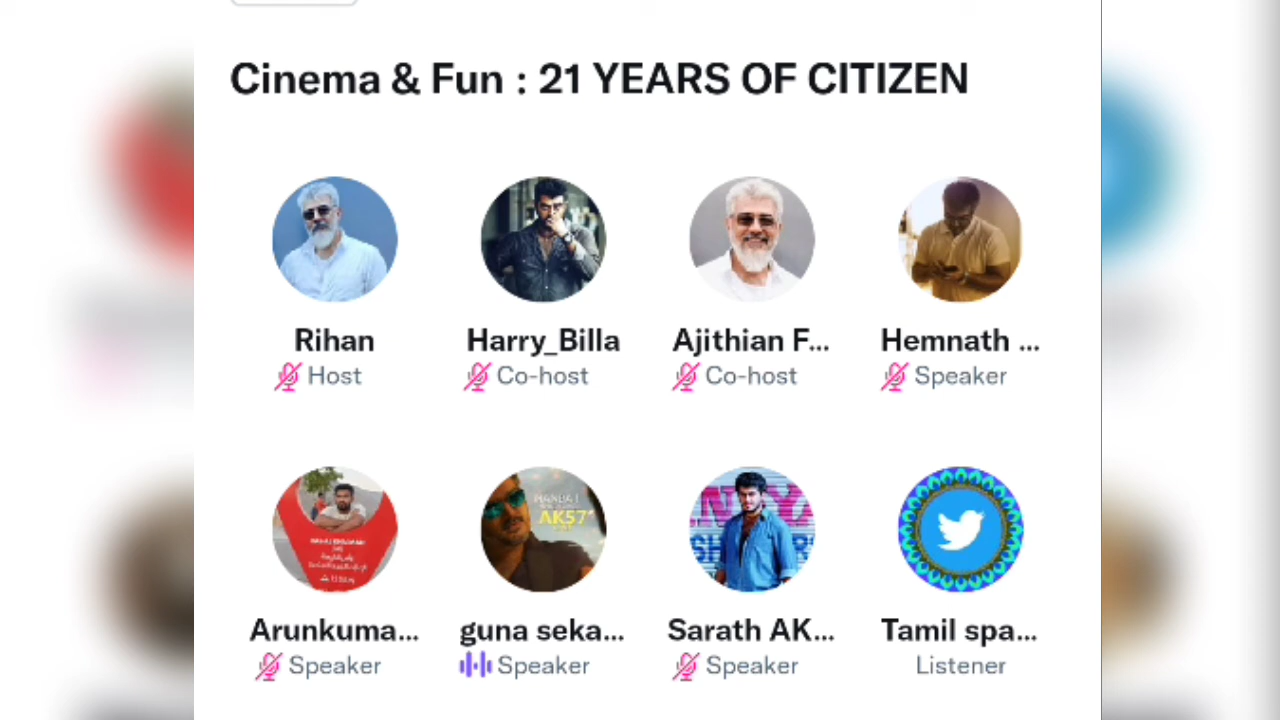 Cinema & Fun : 21 YEARS OF CITIZEN
Rihan
Host
Harry_Billa
Co-host
Ajithian F...
Co-host
Hemnath ...
Speaker
Arunkuma...
Speaker
AK57
guna seka...
Speaker
Sarath AK...
Speaker
Tamil spa...
Listener